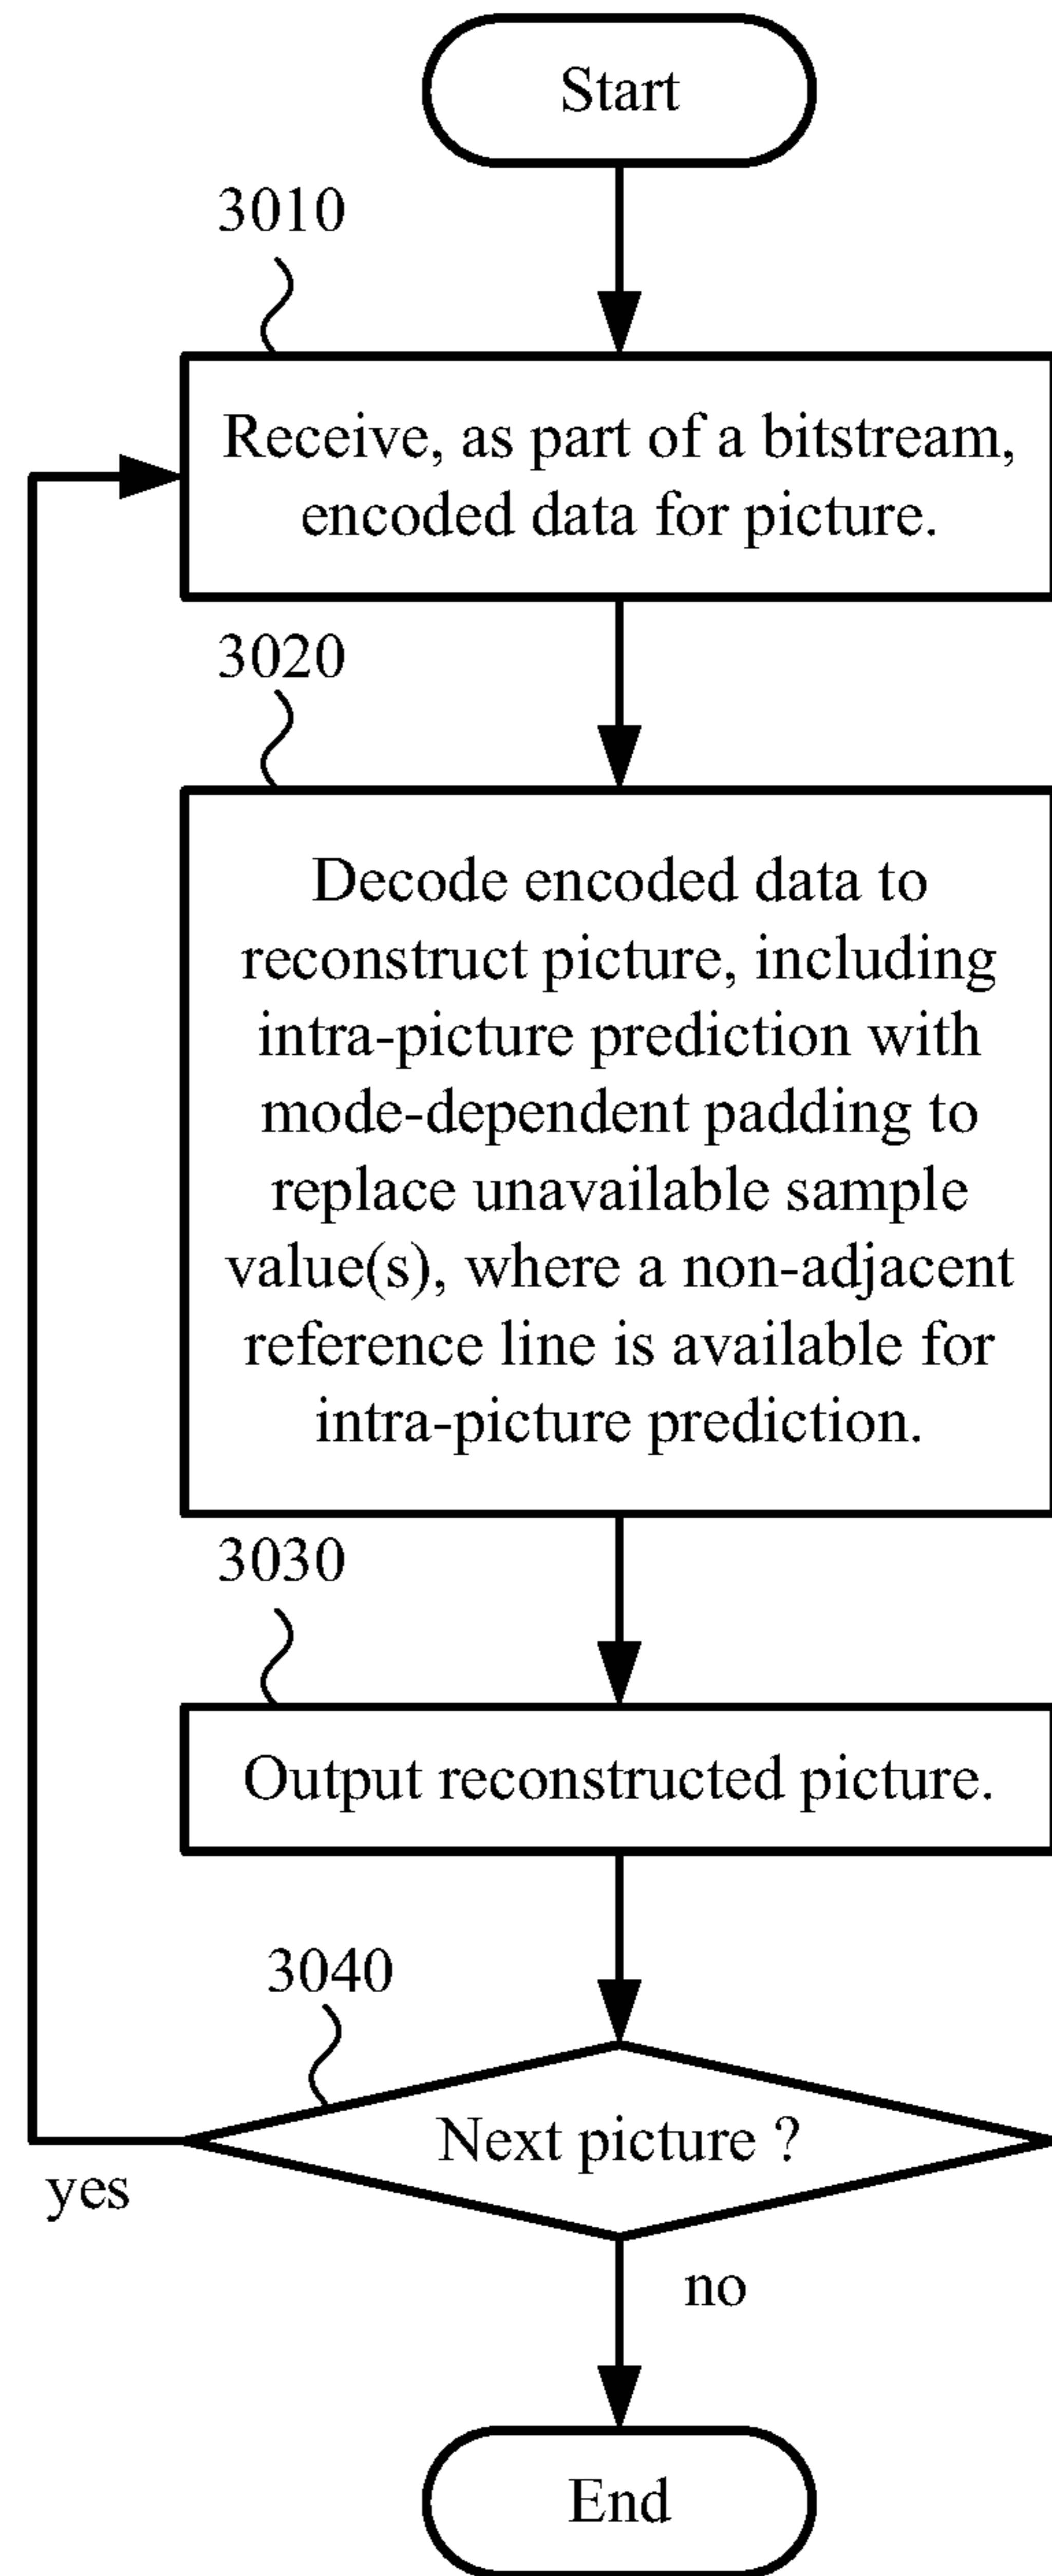 Start
3010
Receive, as part of a bitstream,
encoded data for picture.
3020
Decode encoded data to
reconstruct picture, including
intra-picture prediction with
mode-dependent padding to
replace unavailable sample
value(s), where a non-adjacent
reference line is available for
intra-picture prediction.
3030
Output reconstructed picture.
3040
Next picture ?
yes
no
End